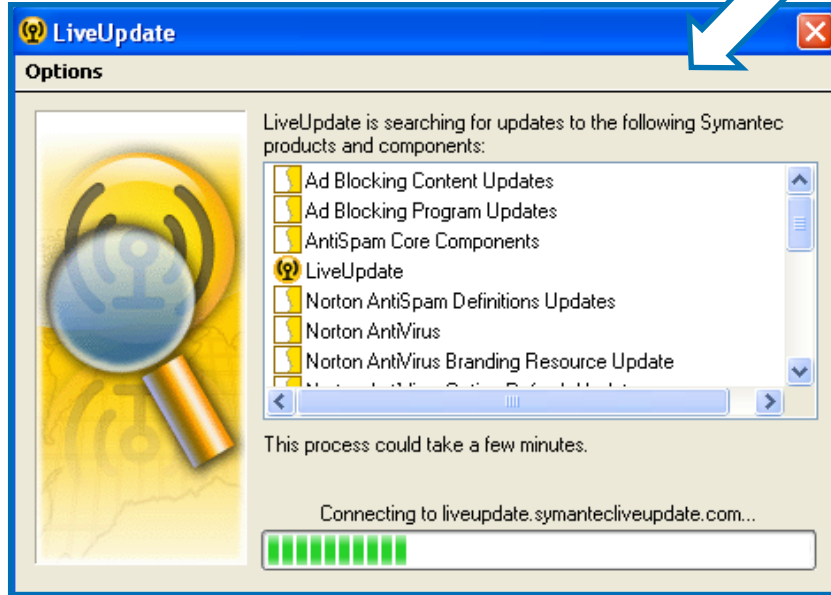 LiveUpdate
Options
LiveUpdate is searching for updates to the following Symantec
products and components:
Ad Blocking Content Updates
Ad Blocking Program Updates
AntiSpam Core Components
LiveUpdate
Norton AntiSpam Definitions Updates
Norton AntiVirus
Norton AntiVirus Branding Resource Update
This process could take a few minutes.
Connecting to liveupdate.symantecliveupdate.com...